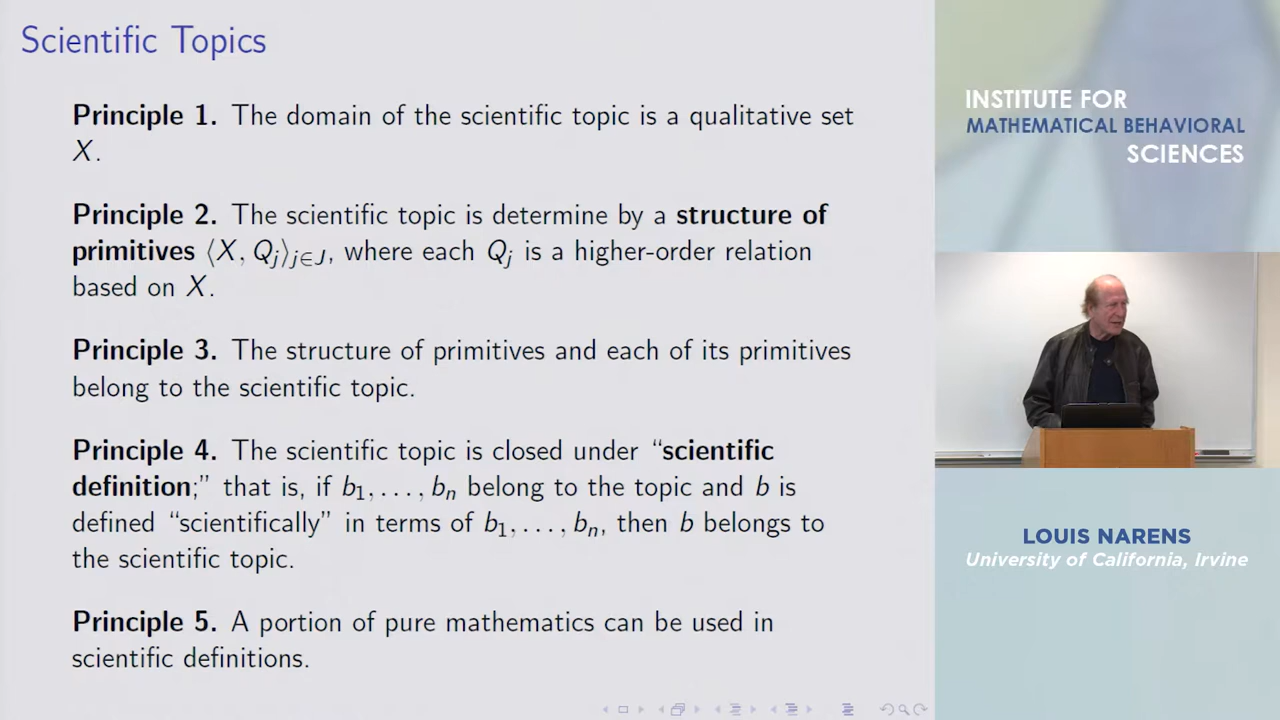 Scientific Topics
Principle 1. The domain of the scientific topic is a qualitative set
X.
Principle 2. The scientific topic is determine by a structure of
primitives ⟨X, Qj⟩j∈J, where each Qj is a higher-order relation
based on X.
Principle 3. The structure of primitives and each of its primitives
belong to the scientific topic.
Principle 4. The scientific topic is closed under “scientific
definition;” that is, if b1, . . . , bn belong to the topic and b is
defined “scientifically” in terms of b1, . . . , bn, then b belongs to
the scientific topic.
Principle 5. A portion of pure mathematics can be used in
scientific definitions.
INSTITUTE FOR
MATHEMATICAL BEHAVIORAL
SCIENCES
LOUIS NARENS
University of California, Irvine